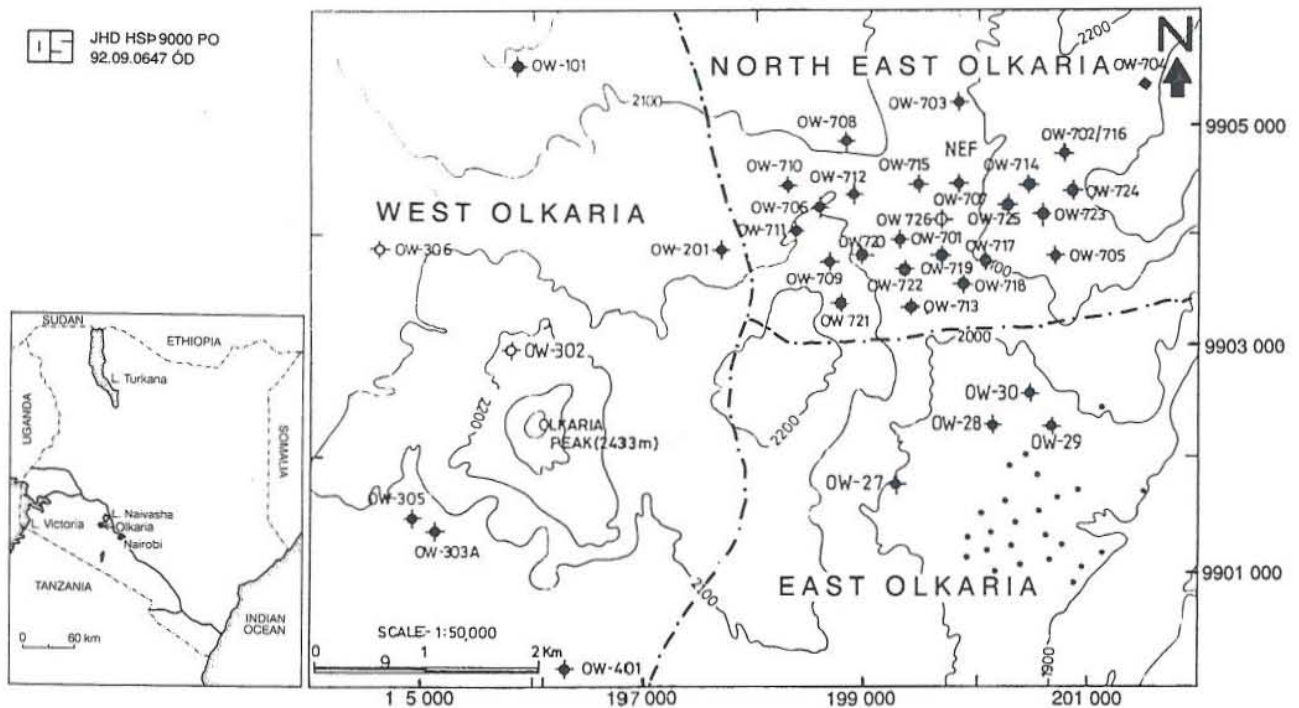 JHD HSÞ 9000 PO
92.09.0647 ÓD
OS
SUDAN
ETHIOPIA
L. Turkana
UGANDA
SOMALIA
L. Naivasha
L. Victoria
Olkaria
Nairobi
TANZANIA
INDIAN
OCEAN
0 60 km
N
2200
OW-101
NORTH EAST OLKARIA
OW-704
2100
OW-703
OW-708
NEF
OW-702/716
9905 000
OW-710
OW-712
OW-715
OW-714
OW-706
OW-707
OW-724
WEST OLKARIA
OW 726
OW-725
OW-723
OW-711
OW-306
OW-201
OW720
OW-701
OW-717
OW-705
OW-709
OW-719
OW-722
OW-718
OW 721
OW-713
2000
9903 000
OW-302
OW-30
2200
OLKARIA
PEAK (2433m)
2200
OW-28
OW-29
OW-27
OW-305
OW-303A
9901 000
EAST OLKARIA
2100
1900
SCALE- 1:50,000
0 1 2 Km
9
OW-401
1 5 000
197 000
199 000
201 000